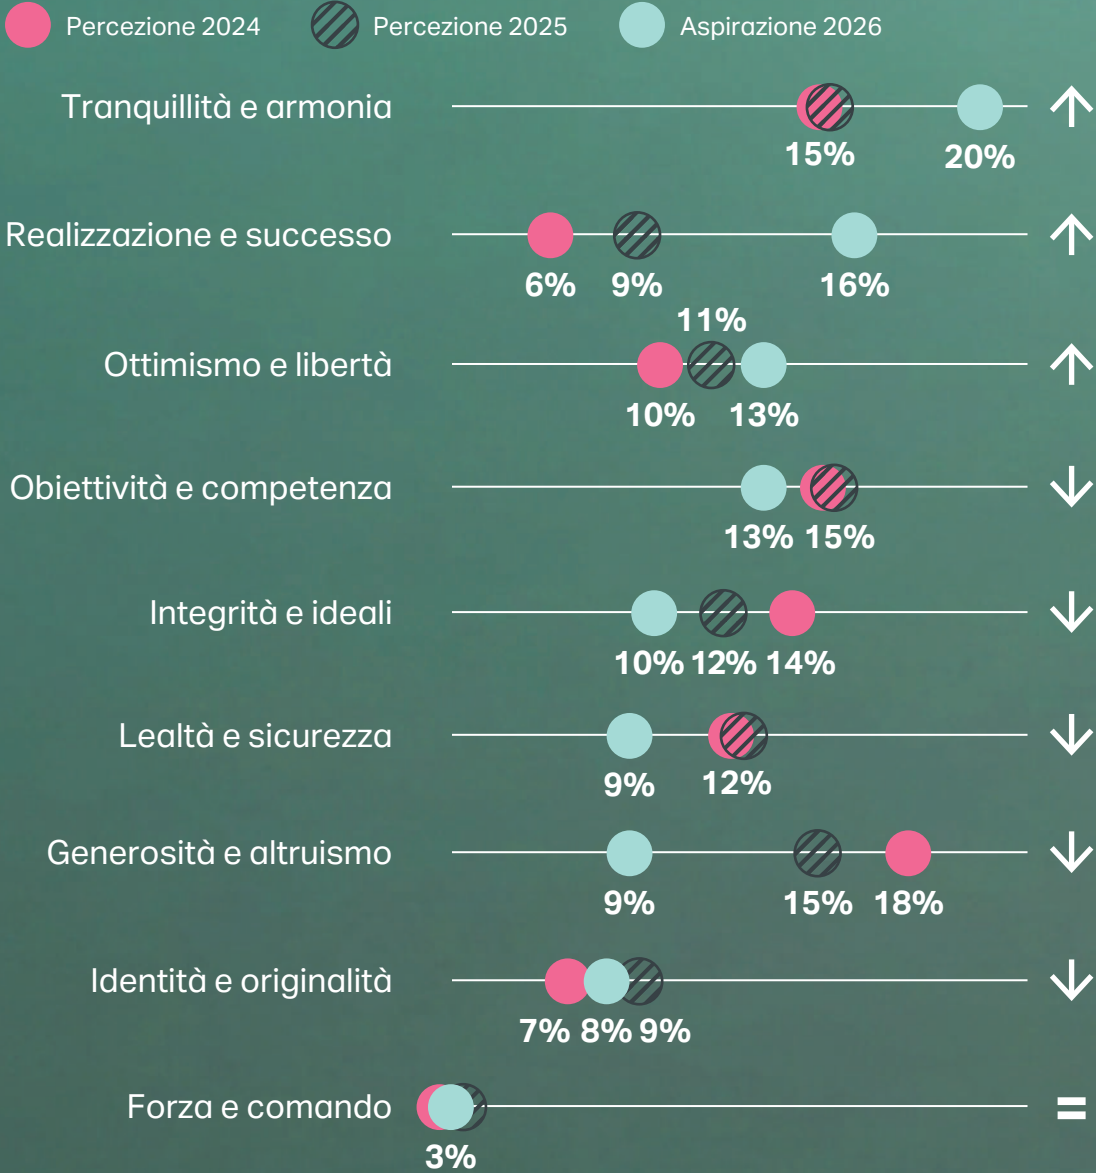 Percezione 2024 Percezione 2025 Aspirazione 2026
Tranquillità e armonia
15% 20%
Realizzazione e successo
6% 9% 16%
11%
Ottimismo e libertà
10% 13%
Obiettività e competenza
13% 15%
Integrità e ideali
10% 12% 14%
Lealtà e sicurezza
9% 12%
Generosità e altruismo
9% 15% 18%
Identità e originalità
7% 8% 9%
Forza e comando =
3%